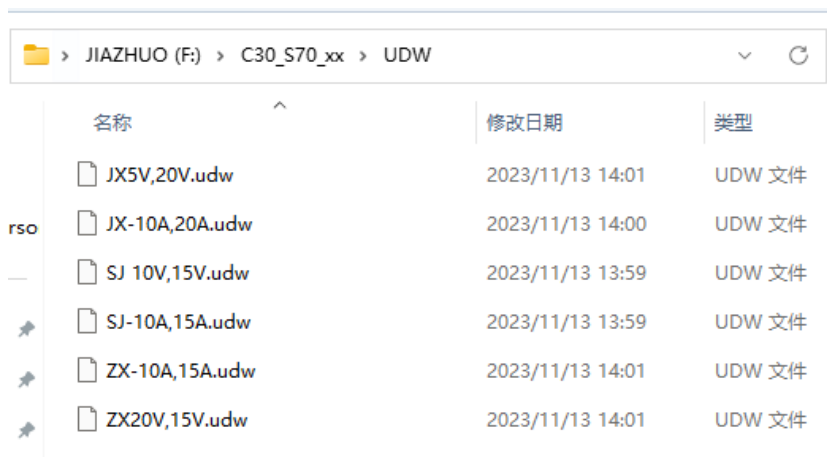 JIAZHUO (F:) > C30_S70_xx > UDW
名称 修改日期 类型
JX5V,20V.udw 2023/11/13 14:01 UDW 文件
JX-10A,20A.udw 2023/11/13 14:00 UDW 文件
rso
SJ 10V,15V.udw 2023/11/13 13:59 UDW 文件
SJ-10A,15A.udw 2023/11/13 13:59 UDW 文件
ZX-10A,15A.udw 2023/11/13 14:01 UDW 文件
ZX20V,15V.udw 2023/11/13 14:01 UDW 文件